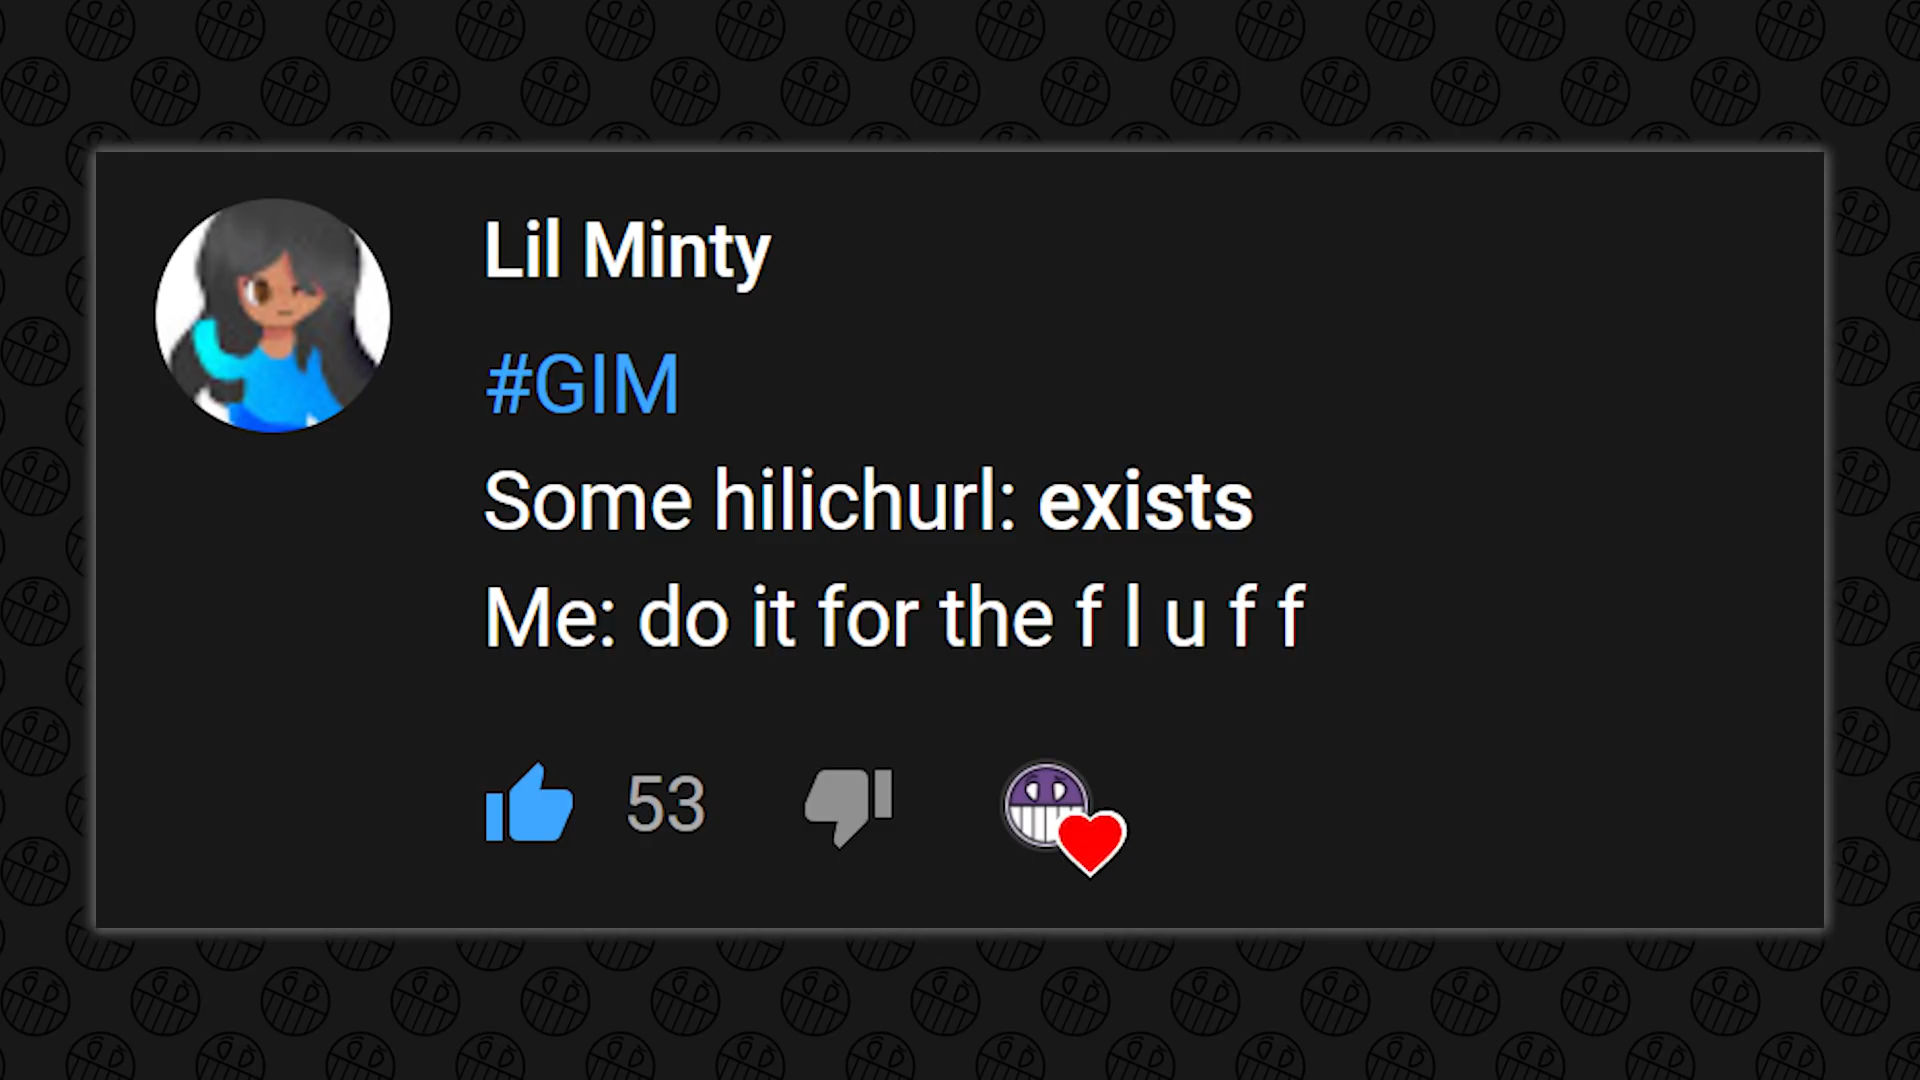 Lil Minty
#GIM
Some hilichurl: exists
Me: do it for the f l u f f
53